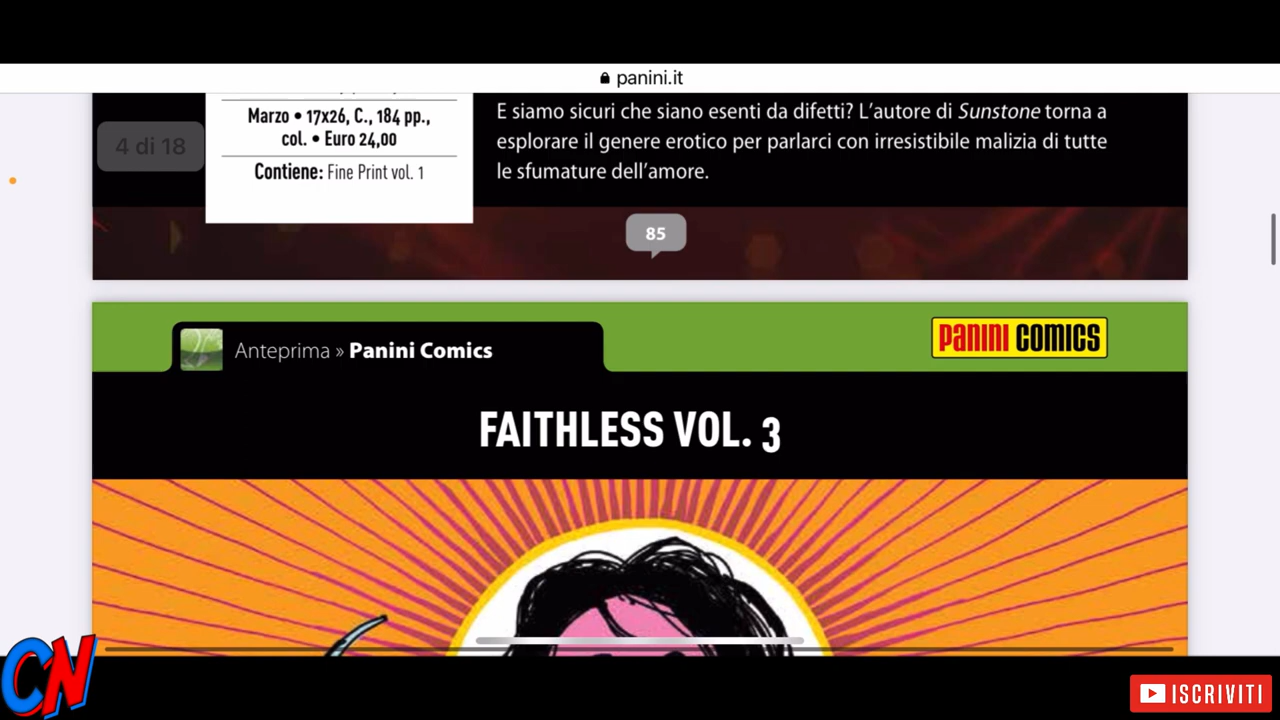 panini.it
Marzo • 17x26, C., 184 pp.,
col. • Euro 24,00
Contiene: Fine Print vol. 1
4 di 18
E siamo sicuri che siano esenti da difetti? L'autore di Sunstone torna a
esplorare il genere erotico per parlarci con irresistibile malizia di tutte
le sfumature dell'amore.
85
Anteprima » Panini Comics
PANINI COMICS
FAITHLESS VOL. 3
CN
ISCRIVITI